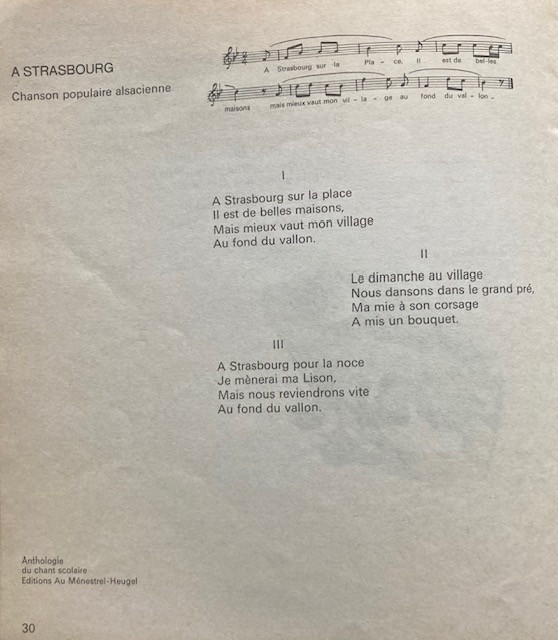 A STRASBOURG
Chanson populaire alsacienne
A Strasbourg sur la Pla - ce, Il est de bel-les
maisons mais mieux vaut mon vil - la - ge au fond du val - lon.
I
A Strasbourg sur la place
Il est de belles maisons,
Mais mieux vaut mon village
Au fond du vallon.
II
Le dimanche au village
Nous dansons dans le grand pré,
Ma mie à son corsage
A mis un bouquet.
III
A Strasbourg pour la noce
Je mènerai ma Lison,
Mais nous reviendrons vite
Au fond du vallon.
Anthologie
du chant scolaire
Editions Au Ménestrel-Heugel
30